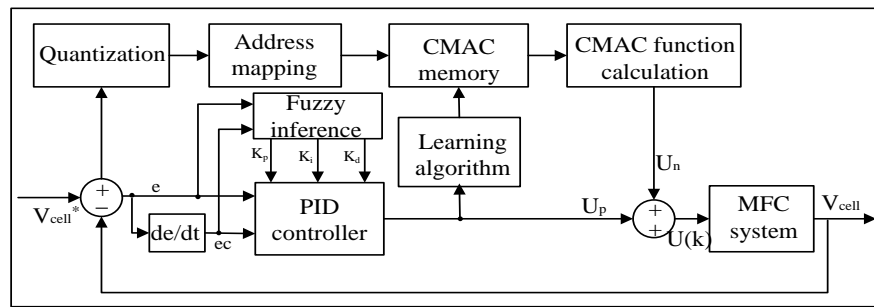 Quantization
Address
mapping
CMAC
memory
CMAC function
calculation
Fuzzy
inference
Kp
Ki
Kd
Learning
algorithm
Un
e
+
−
Vcell*
de/dt
ec
PID
controller
Up
+
+
U(k)
MFC
system
Vcell